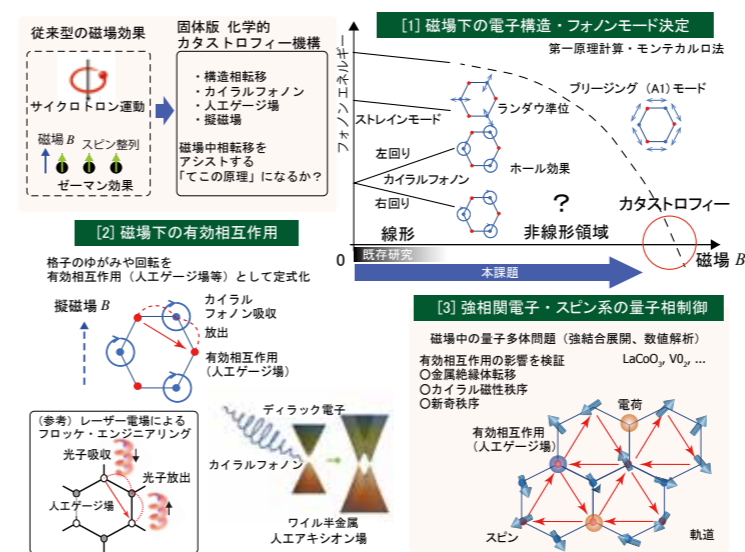 従来型の磁場効果
サイクロトロン運動
磁場 B
スピン整列
ゼーマン効果
固体版 化学的
カタストロフィー機構
・構造相転移
・カイラルフォノン
・人工ゲージ場
・擬磁場
磁場中相転移を
アシストする
「てこの原理」になるか？
[1] 磁場下の電子構造・フォノンモード決定
第一原理計算・モンテカルロ法
フォノンエネルギー
ストレインモード
ランダウ準位
ブリージング（A1）モード
左回り
カイラルフォノン
ホール効果
右回り
？
カタストロフィー
線形
非線形領域
0
既存研究
本課題
磁場 B
[2] 磁場下の有効相互作用
格子のゆがみや回転を
有効相互作用（人工ゲージ場等）として定式化
擬磁場 B
カイラル
フォノン吸収
放出
有効相互作用
（人工ゲージ場）
（参考）レーザー電場による
フロッケ・エンジニアリング
光子吸収
光子放出
人工ゲージ場
ディラック電子
カイラルフォノン
ワイル半金属
人工アキシオン場
[3] 強相関電子・スピン系の量子相制御
磁場中の量子多体問題（強結合展開、数値解析）
有効相互作用の影響を検証
LaCoO3, V02, ...
〇金属絶縁体転移
〇カイラル磁性秩序
〇新奇秩序
電荷
有効相互作用
（人工ゲージ場）
スピン
軌道